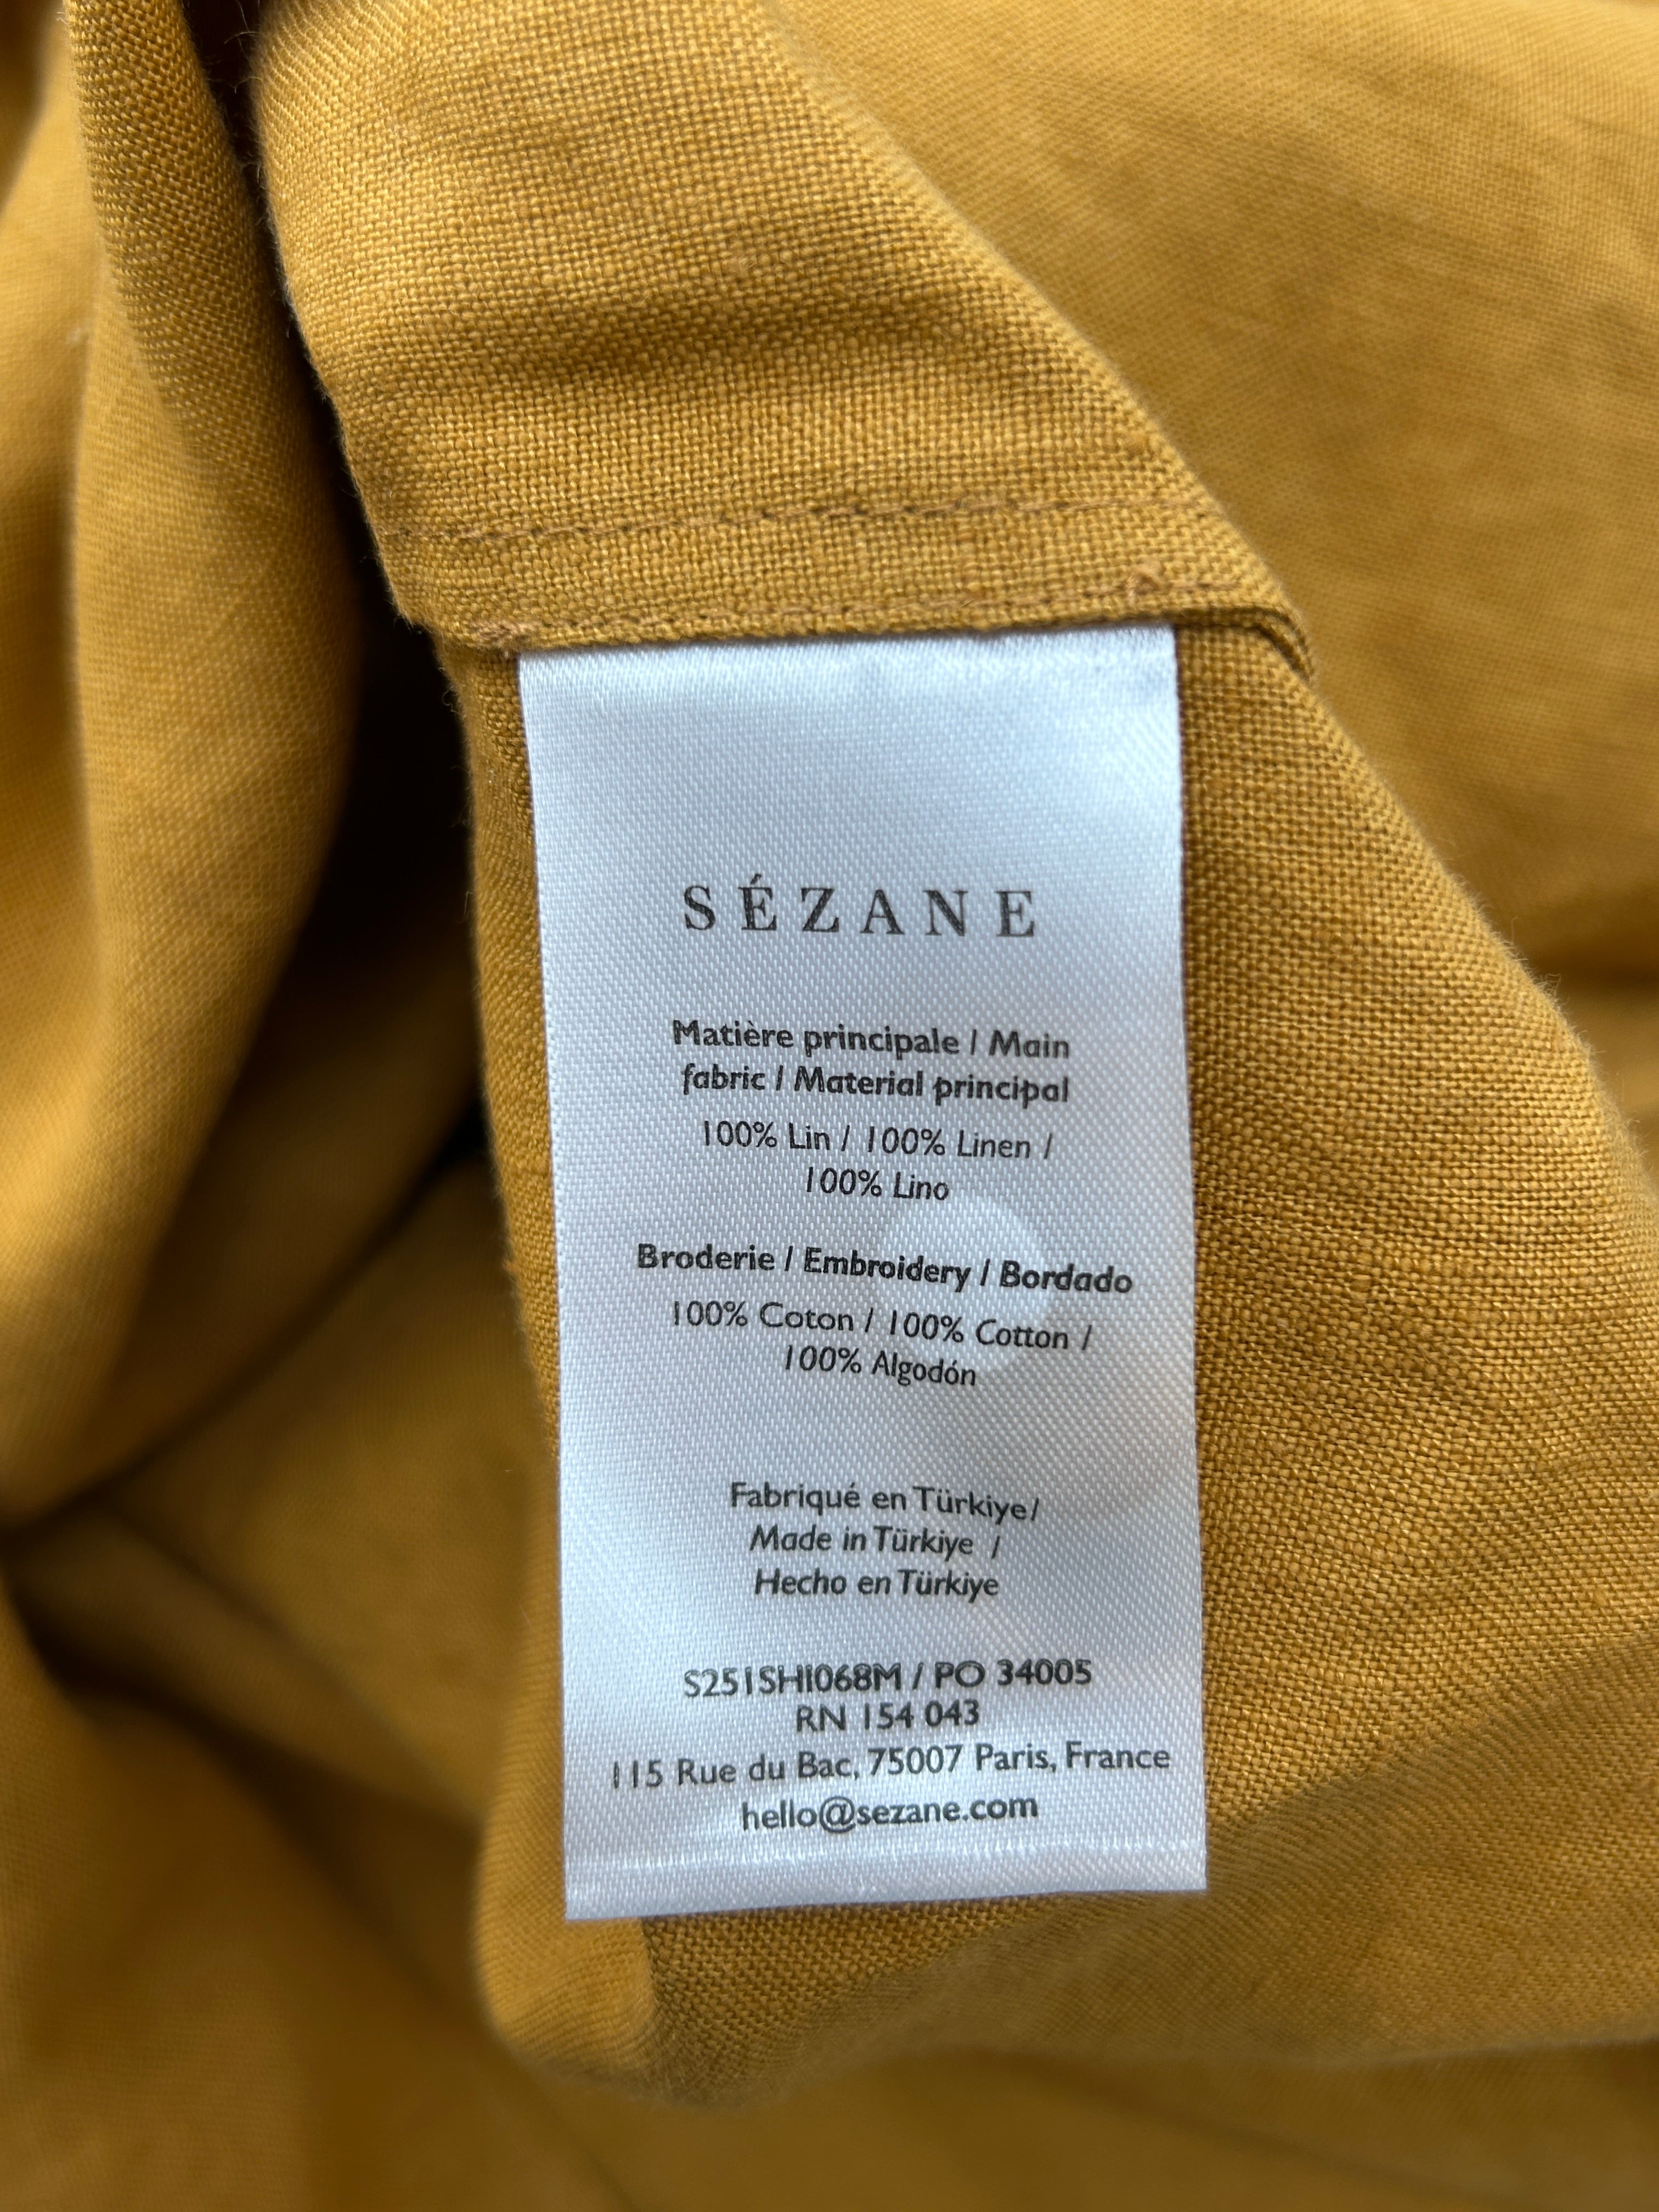 SÉZANE
Matière principale / Main
fabric / Material principal
100% Lin / 100% Linen /
100% Lino
Broderie / Embroidery / Bordado
100% Coton / 100% Cotton /
100% Algodón
Fabriqué en Türkiye/
Made in Türkiye /
Hecho en Türkiye
S251SHI068M / PO 34005
RN 154 043
115 Rue du Bac, 75007 Paris, France
hello@sezane.com